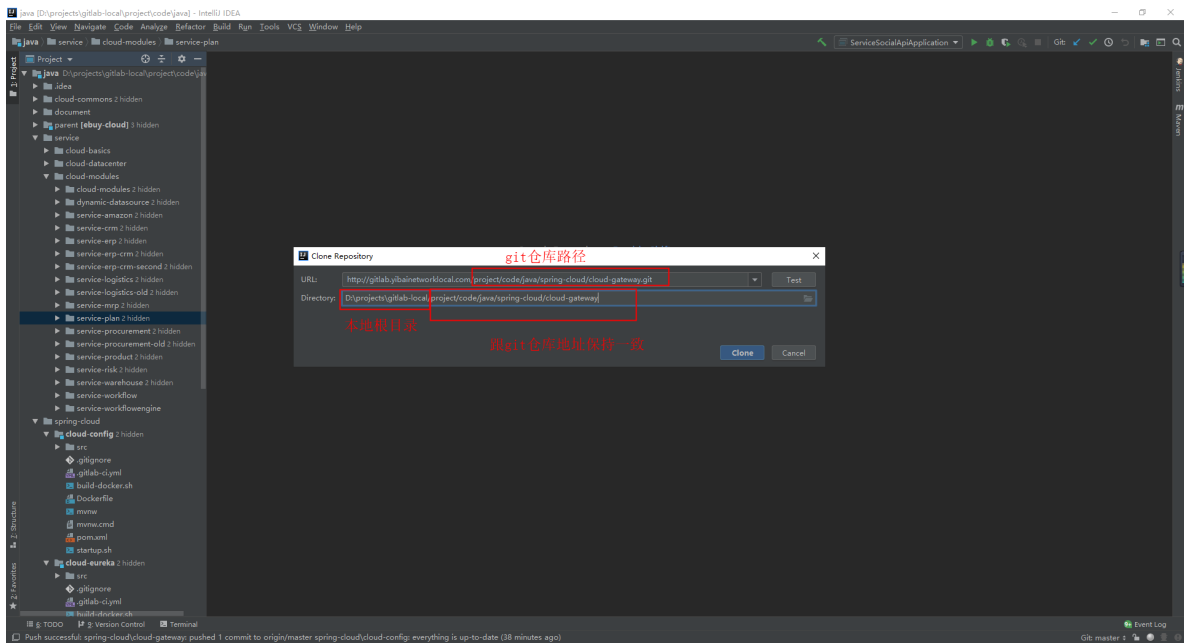 java [D:\projects\gitlab-local\project\code\java] - IntelliJ IDEA
File Edit View Navigate Code Analyze Refactor Build Run Tools VCS Window Help
java service cloud-modules service-plan
ServiceSocialApiApplication
Git:
Project
1: Project
java D:\projects\gitlab-local\project\code\jav
.idea
cloud-commons 2 hidden
document
parent [ebuy-cloud] 3 hidden
service
cloud-basics
cloud-datacenter
cloud-modules
cloud-modules 2 hidden
dynamic-datasource 2 hidden
service-amazon 2 hidden
service-crm 2 hidden
service-erp 2 hidden
service-erp-crm 2 hidden
service-erp-crm-second 2 hidden
service-logistics 2 hidden
service-logistics-old 2 hidden
service-mrp 2 hidden
service-plan 2 hidden
service-procurement 2 hidden
service-procurement-old 2 hidden
service-product 2 hidden
service-risk 2 hidden
service-warehouse 2 hidden
service-workflow
service-workflowengine
spring-cloud
cloud-config 2 hidden
src
.gitignore
.gitlab-ci.yml
build-docker.sh
Dockerfile
mvnw
mvnw.cmd
pom.xml
startup.sh
cloud-eureka 2 hidden
src
.gitignore
.gitlab-ci.yml
build-docker.sh
Z: Structure
2: Favorites
Jenkins
Maven
Clone Repository
git仓库路径
URL: http://gitlab.yibainetworklocal.com/project/code/java/spring-cloud/cloud-gateway.git Test
Directory: D:\projects\gitlab-local/project/code/java/spring-cloud/cloud-gateway
本地根目录
跟git仓库地址保持一致
Clone Cancel
6: TODO 9: Version Control Terminal
Event Log
Push successful: spring-cloud\cloud-gateway: pushed 1 commit to origin/master spring-cloud\cloud-config: everything is up-to-date (38 minutes ago)
Git: master